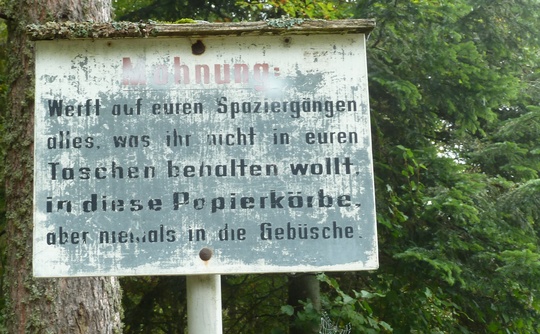 Mahnung:
Werft auf euren Spaziergängen
alles, was ihr nicht in euren
Taschen behalten wollt,
in diese Papierkörbe,
aber niemals in die Gebüsche.